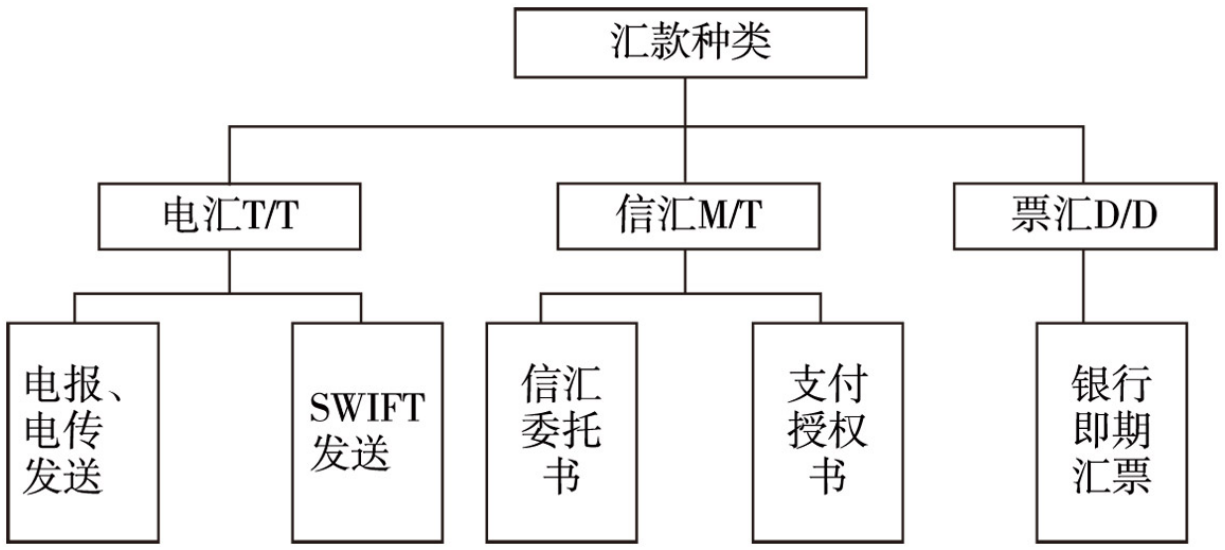 汇款种类
电汇T/T
信汇M/T
票汇D/D
电报、
电传
发送
SWIFT
发送
信汇
委托
书
支付
授权
书
银行
即期
汇票